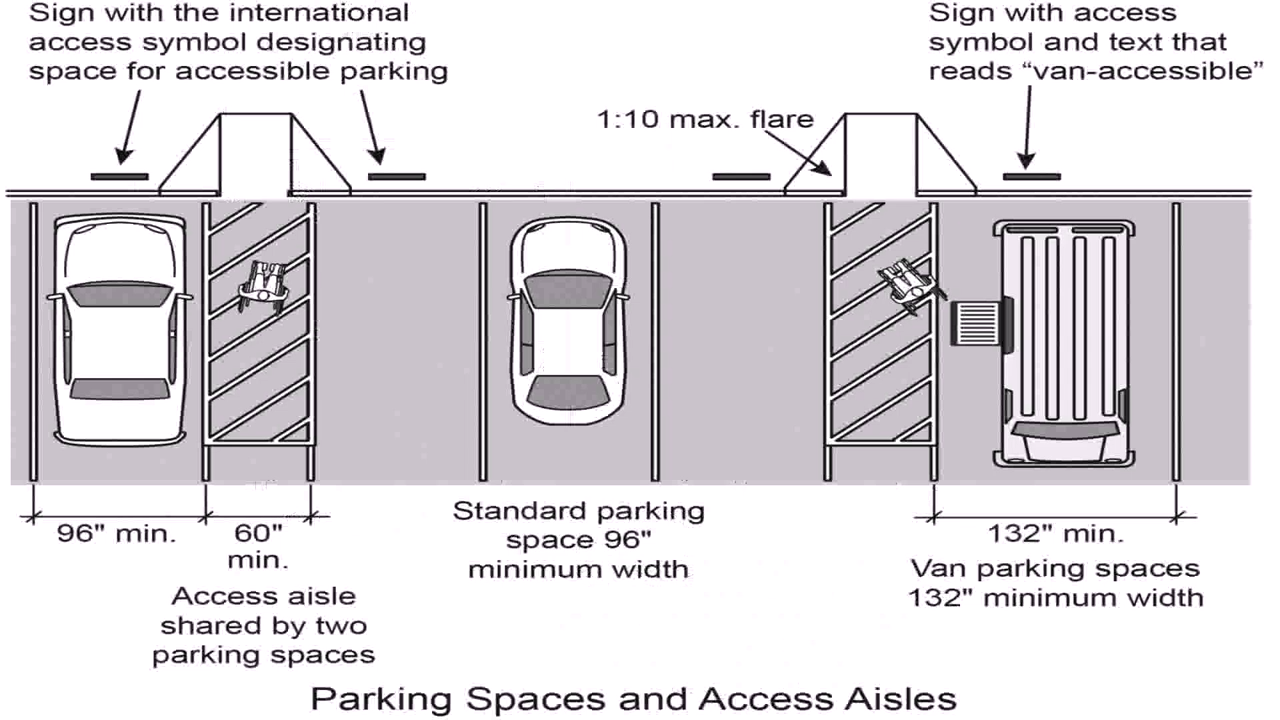 Sign with the international
access symbol designating
space for accessible parking
Sign with access
symbol and text that
reads “van-accessible”
1:10 max. flare
96" min.
60"
min.
Access aisle
shared by two
parking spaces
Standard parking
space 96"
minimum width
132" min.
Van parking spaces
132" minimum width
Parking Spaces and Access Aisles